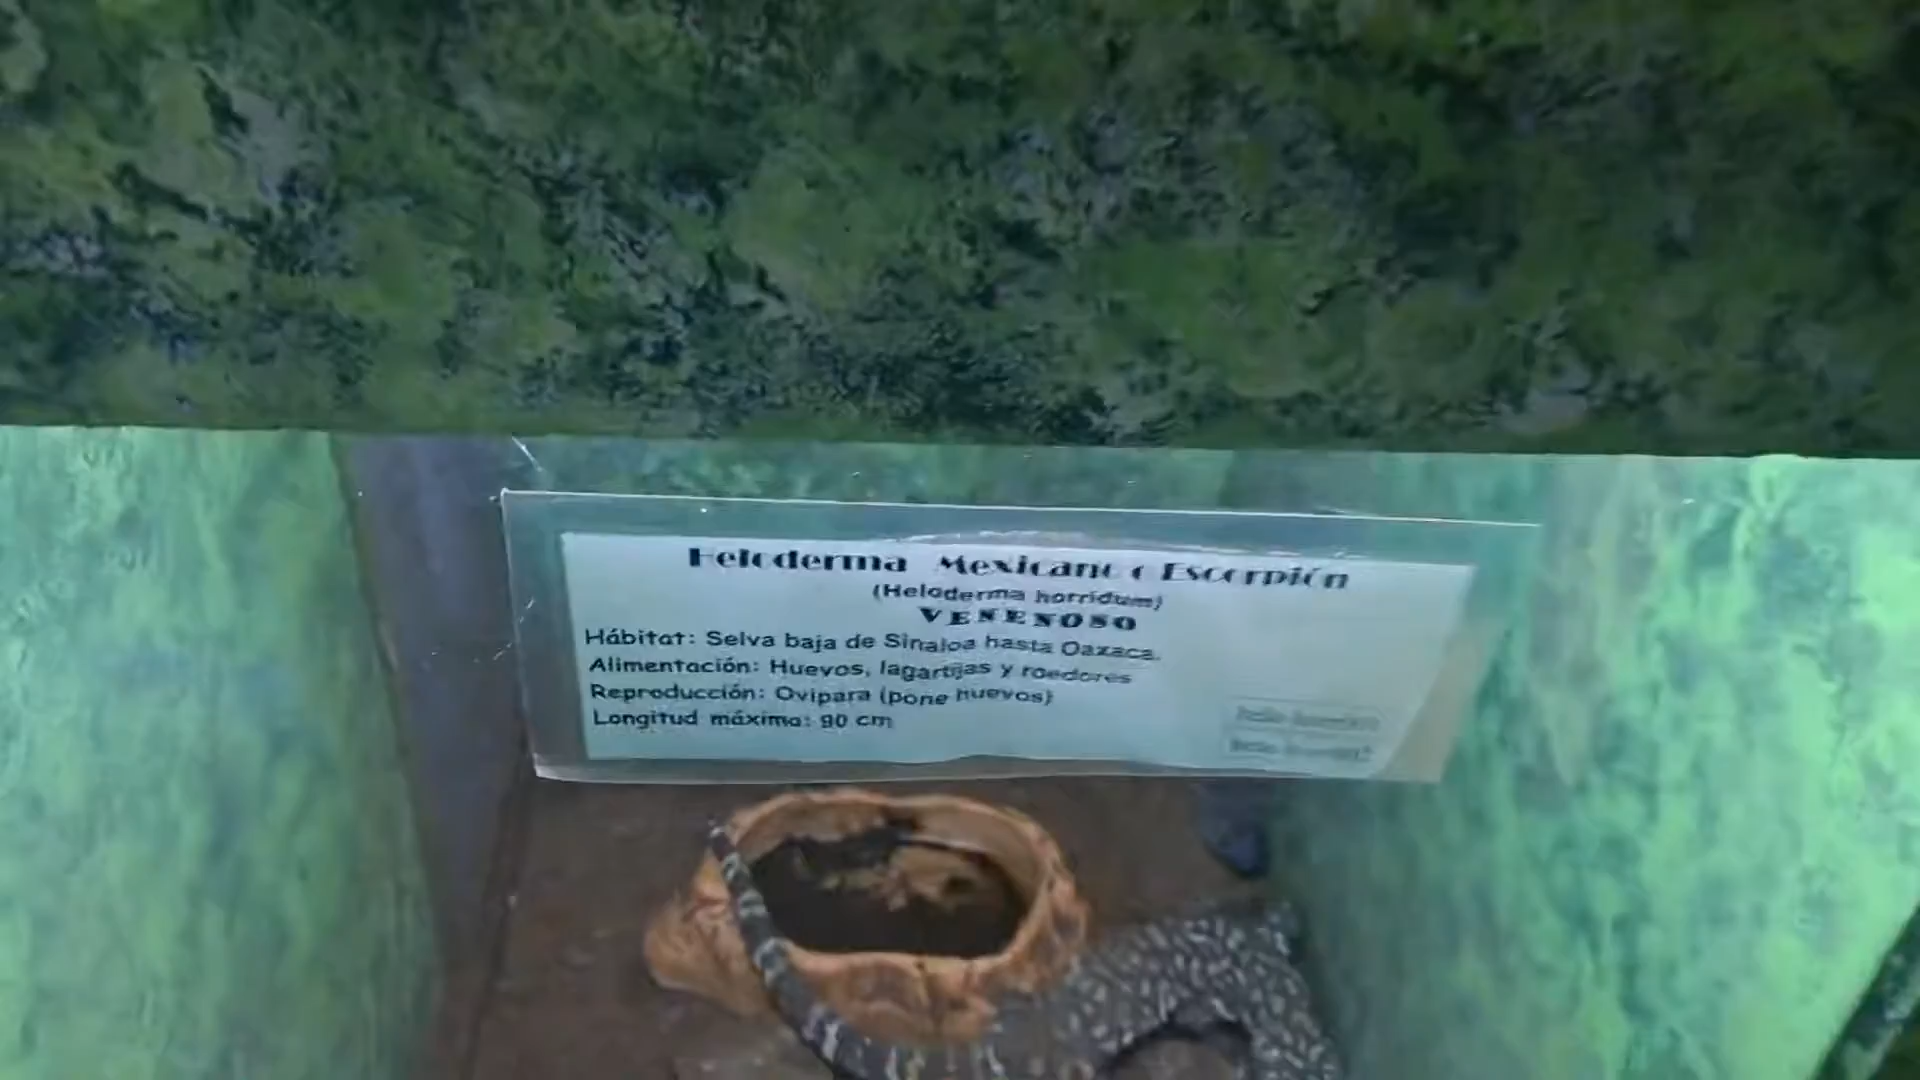 Heloderma Mexicano o Escorpión
(Heloderma horridum)
VENENOSO
Hábitat: Selva baja de Sinaloa hasta Oaxaca.
Alimentación: Huevos, lagartijas y roedores
Reproducción: Ovípara (pone huevos)
Longitud máxima: 90 cm